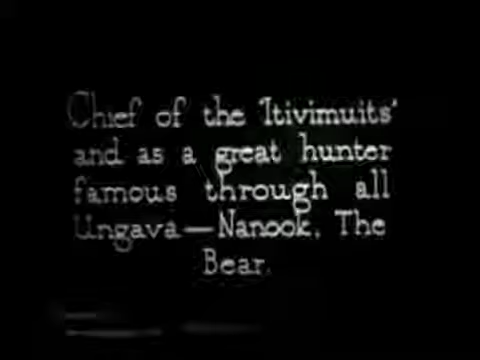 Chief of the Itivimuits'
and as a great hunter
famous through all
Ungava—Nanook, The
Bear.